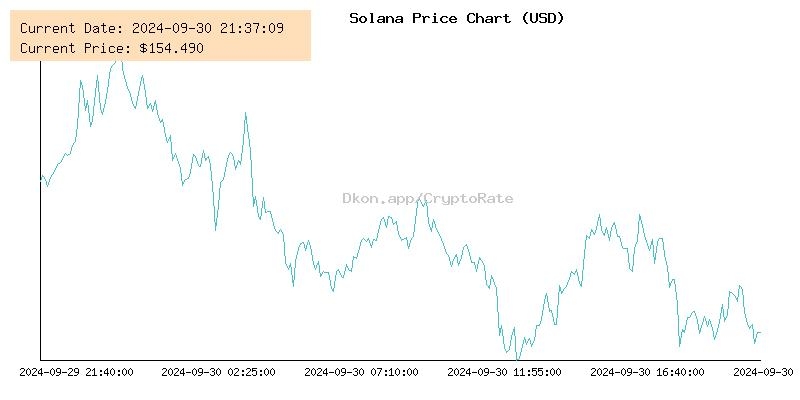 Solana Price Chart (USD)
Current Date: 2024-09-30 21:37:09
Current Price: $154.490
Dkon.app/CryptoRate
2024-09-29 21:40:00 2024-09-30 02:25:00 2024-09-30 07:10:00 2024-09-30 11:55:00 2024-09-30 16:40:00 2024-09-30